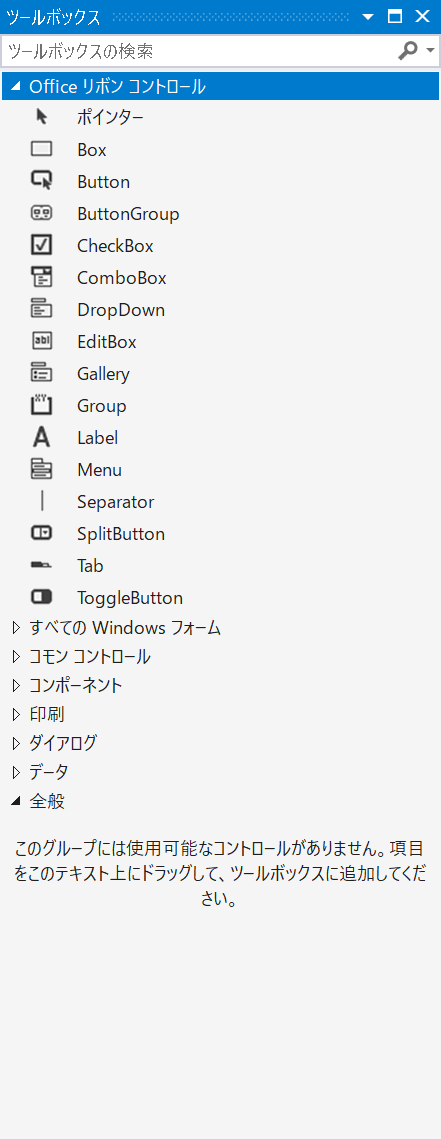 ツールボックス
ツールボックスの検索
Office リボン コントロール
ポインター
Box
Button
ButtonGroup
CheckBox
ComboBox
DropDown
EditBox
Gallery
Group
Label
Menu
Separator
SplitButton
Tab
ToggleButton
すべての Windows フォーム
コモン コントロール
コンポーネント
印刷
ダイアログ
データ
全般
このグループには使用可能なコントロールがありません。項目
をこのテキスト上にドラッグして、ツールボックスに追加してくだ
さい。